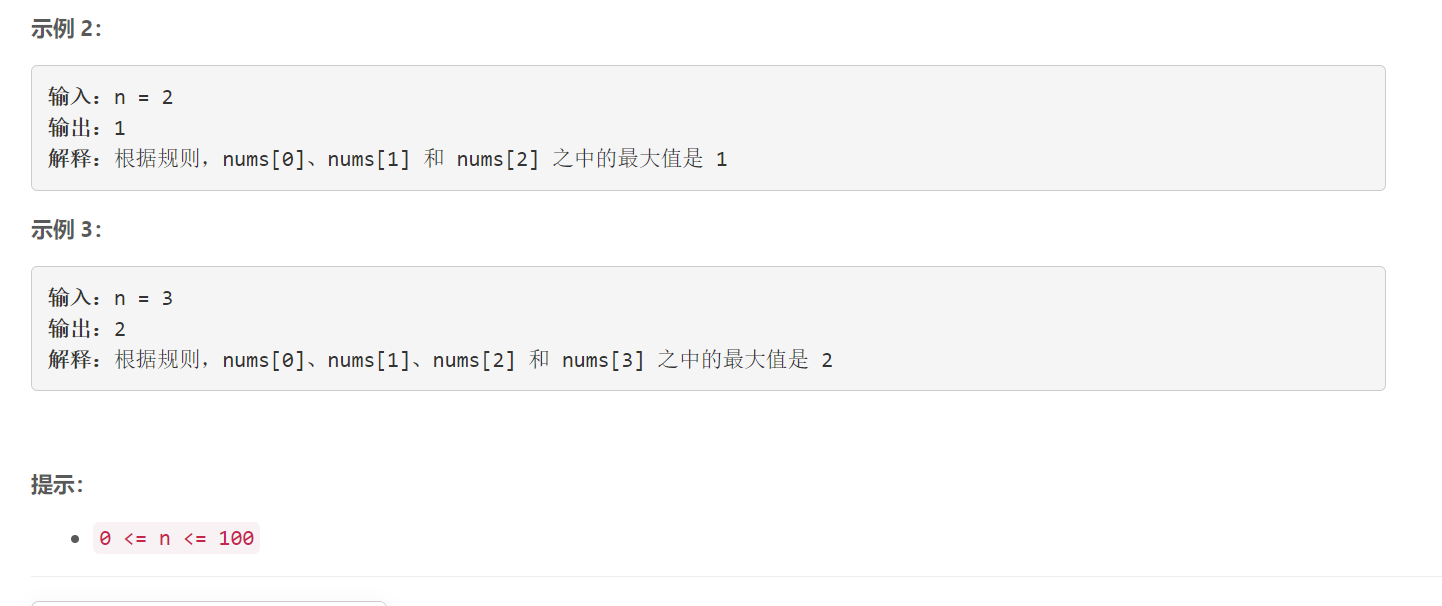 示例 2：
输入：n = 2
输出：1
解释：根据规则，nums[0]、nums[1] 和 nums[2] 之中的最大值是 1
示例 3：
输入：n = 3
输出：2
解释：根据规则，nums[0]、nums[1]、nums[2] 和 nums[3] 之中的最大值是 2
提示：
0 <= n <= 100